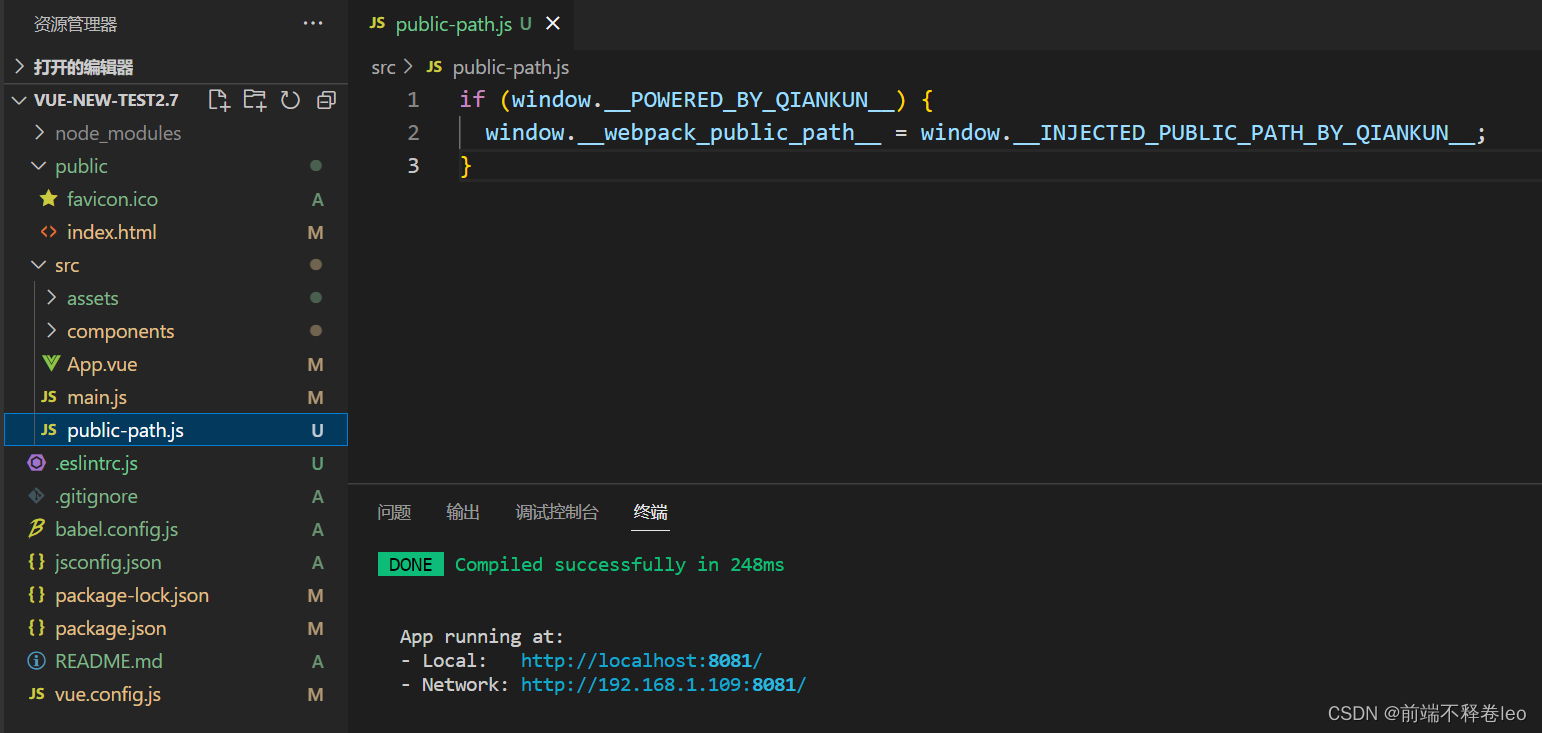 资源管理器 ···
打开的编辑器
VUE-NEW-TEST2.7
node_modules
public
favicon.ico A
index.html M
src
assets
components
App.vue M
JS main.js M
JS public-path.js U
.eslintrc.js U
.gitignore A
babel.config.js A
{} jsconfig.json A
{} package-lock.json M
{} package.json M
README.md A
JS vue.config.js M
JS public-path.js U
src > JS public-path.js
1 if (window.__POWERED_BY_QIANKUN__) {
2 window.__webpack_public_path__ = window.__INJECTED_PUBLIC_PATH_BY_QIANKUN__;
3 }
问题 输出 调试控制台 终端
DONE Compiled successfully in 248ms
App running at:
- Local: http://localhost:8081/
- Network: http://192.168.1.109:8081/
CSDN @前端不释卷leo